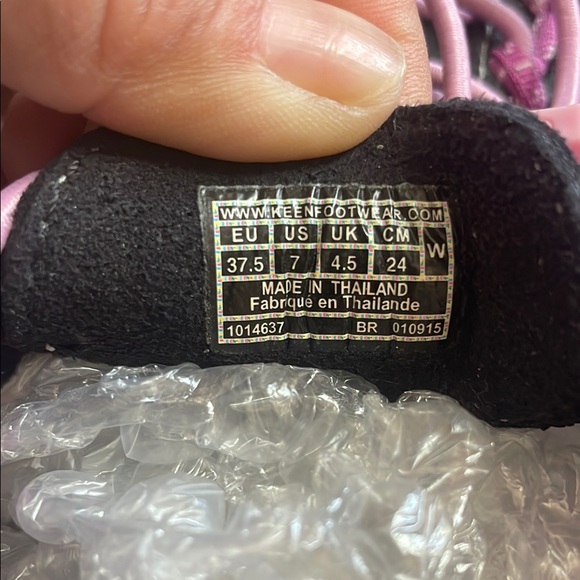 WWW.KEENFOOTWEAR.COM
EU US UK CM W
37.5 7 4.5 24
MADE IN THAILAND
Fabriqué en Thailande
1014637 BR 010915